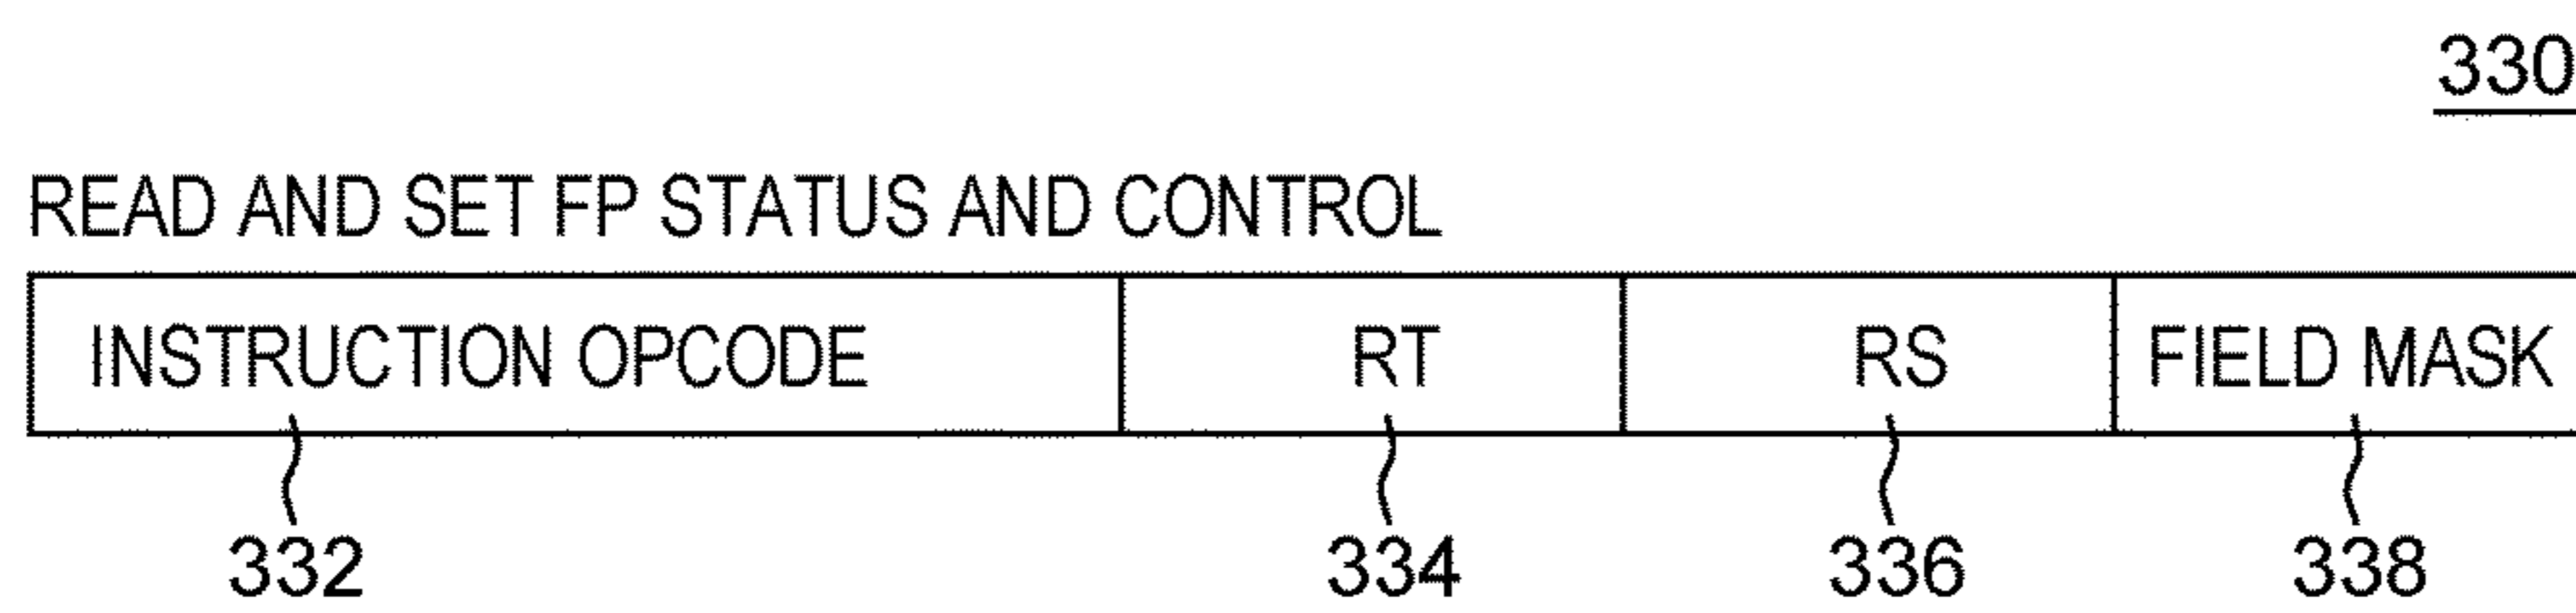 330
READ AND SET FP STATUS AND CONTROL
INSTRUCTION OPCODE RT RS FIELD MASK
332 334 336 338